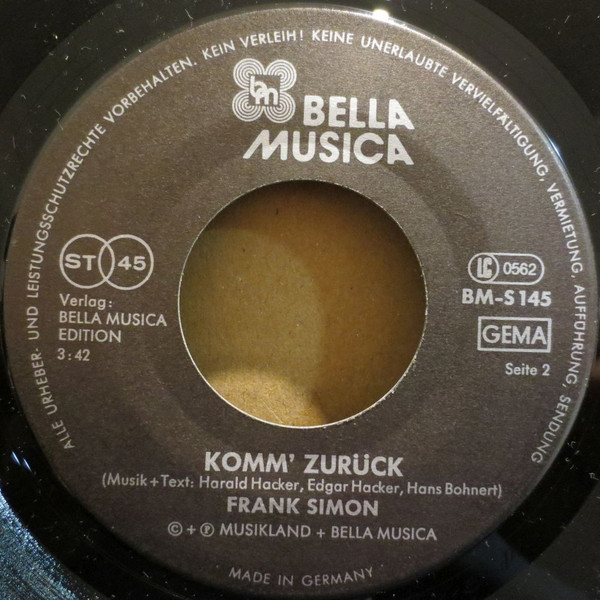 ALLE URHEBER- UND LEISTUNGSSCHUTZRECHTE VORBEHALTEN. KEIN VERLEIH! KEINE UNERLAUBTE VERVIELFÄLTIGUNG, VERMIETUNG, AUFFÜHRUNG, SENDUNG
bm
BELLA
MUSICA
ST 45
Verlag:
BELLA MUSICA
EDITION
3:42
LC 0562
BM-S 145
GEMA
Seite 2
KOMM' ZURÜCK
(Musik + Text: Harald Hacker, Edgar Hacker, Hans Bohnert)
FRANK SIMON
© + ℗ MUSIKLAND + BELLA MUSICA
MADE IN GERMANY